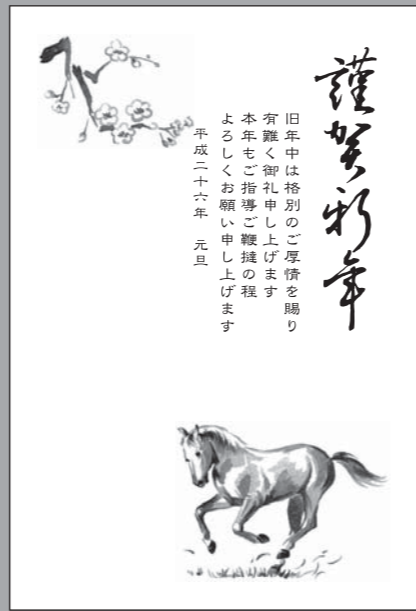 謹賀新年
旧年中は格別のご厚情を賜り
有難く御礼申し上げます
本年もご指導ご鞭撻の程
よろしくお願い申し上げます
平成二十六年 元旦